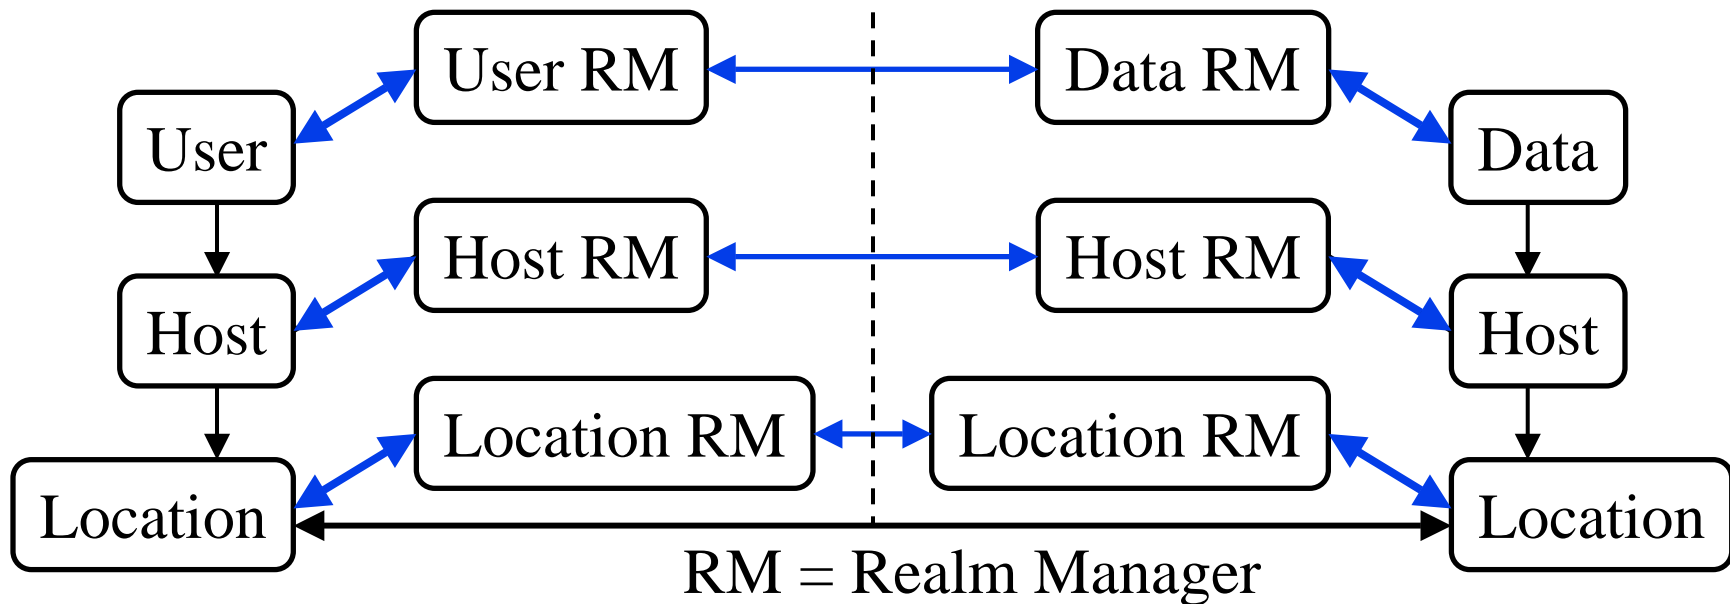 User RM
Data RM
User
Data
Host RM
Host RM
Host
Host
Location RM
Location RM
Location
Location
RM = Realm Manager